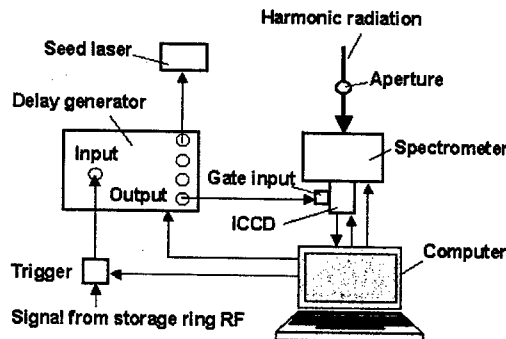 Harmonic radiation
Seed laser
Aperture
Delay generator
Input
Spectrometer
Gate input
Output
ICCD
Computer
Trigger
Signal from storage ring RF